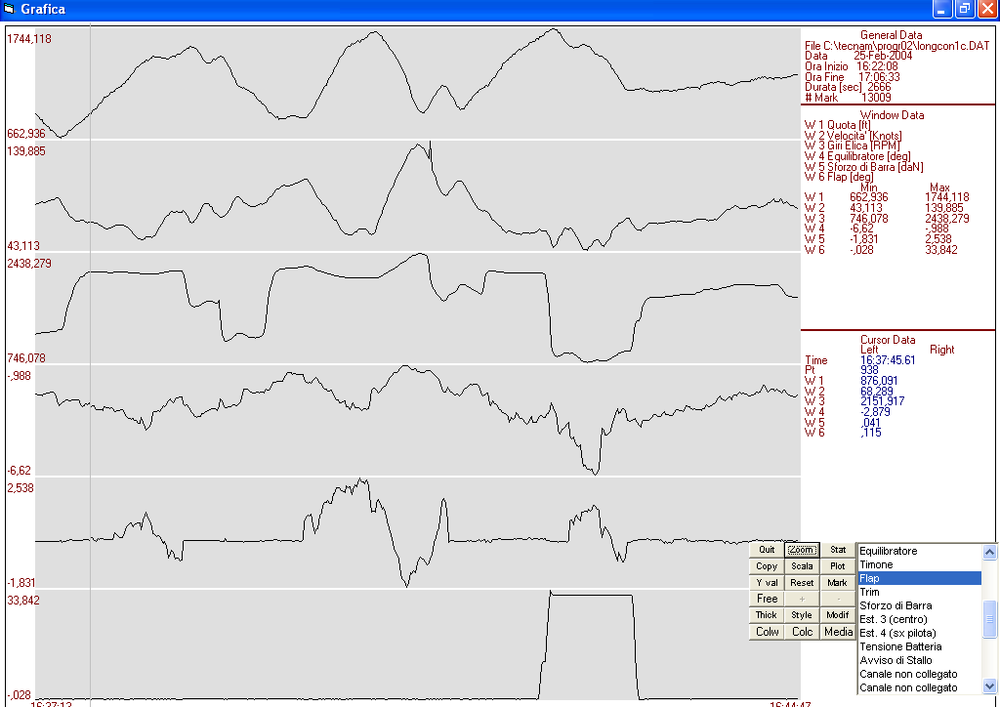 Grafica
1744,118
662,936
139,885
43,113
2438,279
746,078
-,988
-6,62
2,538
-1,831
33,842
-,028
16:37:13
16:44:47
General Data
File C:\tecnam\progr02\longcon1c.DAT
Data 25-Feb-2004
Ora Inizio 16:22:08
Ora Fine 17:06:33
Durata [sec] 2666
# Mark 13009
Window Data
W 1 Quota [ft]
W 2 Velocita' [Knots]
W 3 Giri Elica [RPM]
W 4 Equilibratore [deg]
W 5 Sforzo di Barra [daN]
W 6 Flap [deg]
Min Max
W 1 662,936 1744,118
W 2 43,113 139,885
W 3 746,078 2438,279
W 4 -6,62 -,988
W 5 -1,831 2,538
W 6 -,028 33,842
Cursor Data
Left Right
Time 16:37:45.61
Pt 938
W 1 876,091
W 2 68,289
W 3 2151,917
W 4 -2,879
W 5 ,041
W 6 ,115
Quit Zoom Stat
Copy Scala Plot
Y val Reset Mark
Free + -
Thick Style Modif
Colw Colc Media
Equilibratore
Timone
Flap
Trim
Sforzo di Barra
Est. 3 (centro)
Est. 4 (sx pilota)
Tensione Batteria
Avviso di Stallo
Canale non collegato
Canale non collegato